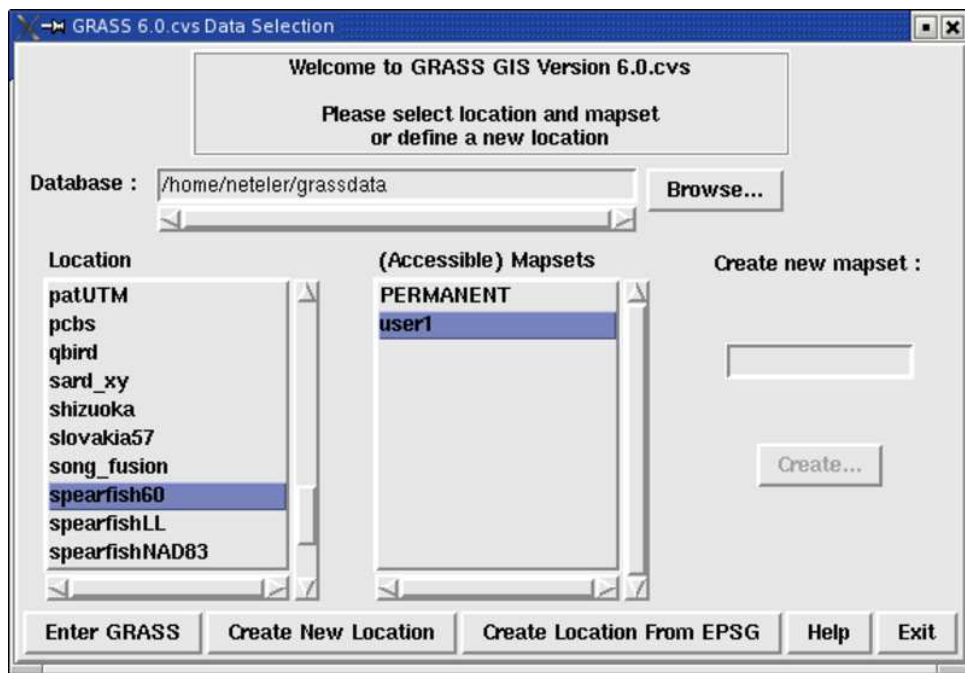 GRASS 6.0.cvs Data Selection
Welcome to GRASS GIS Version 6.0.cvs
Please select location and mapset
or define a new location
Database :
/home/neteler/grassdata
Browse...
Location
patUTM
pcbs
qbird
sard_xy
shizuoka
slovakia57
song_fusion
spearfish60
spearfishLL
spearfishNAD83
(Accessible) Mapsets
PERMANENT
user1
Create new mapset :
Create...
Enter GRASS
Create New Location
Create Location From EPSG
Help
Exit